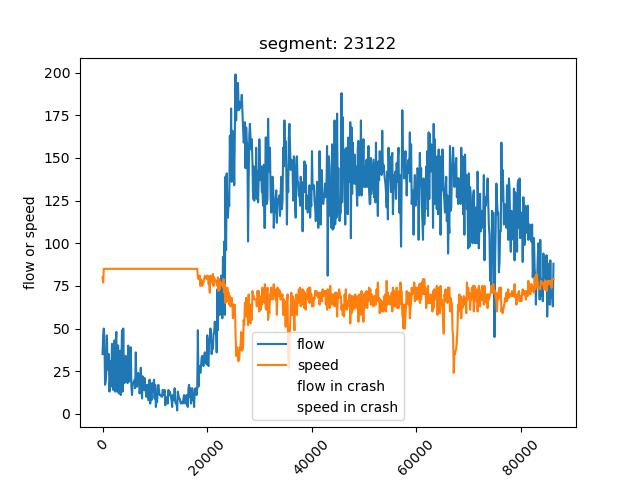 segment: 23122
200
175
150
125
100
75
50
25
0
flow or speed
flow
speed
flow in crash
speed in crash
0
20000
40000
60000
80000